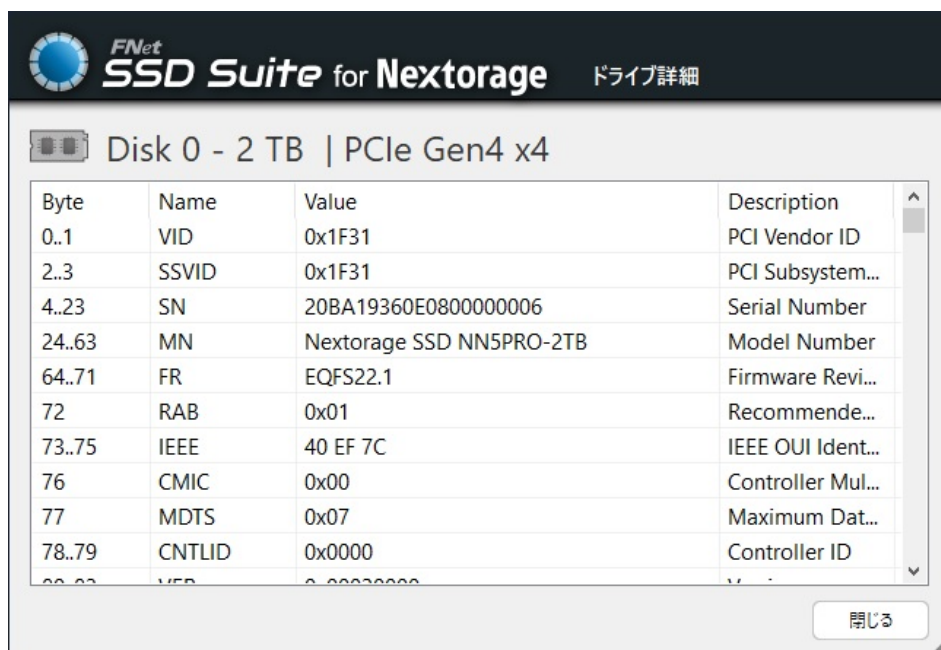 FNet
SSD Suite for Nextorage ドライブ詳細
Disk 0 - 2 TB | PCIe Gen4 x4
Byte Name Value Description
0..1 VID 0x1F31 PCI Vendor ID
2..3 SSVID 0x1F31 PCI Subsystem...
4..23 SN 20BA19360E0800000006 Serial Number
24..63 MN Nextorage SSD NN5PRO-2TB Model Number
64..71 FR EQFS22.1 Firmware Revi...
72 RAB 0x01 Recommende...
73..75 IEEE 40 EF 7C IEEE OUI Ident...
76 CMIC 0x00 Controller Mul...
77 MDTS 0x07 Maximum Dat...
78..79 CNTLID 0x0000 Controller ID
閉じる